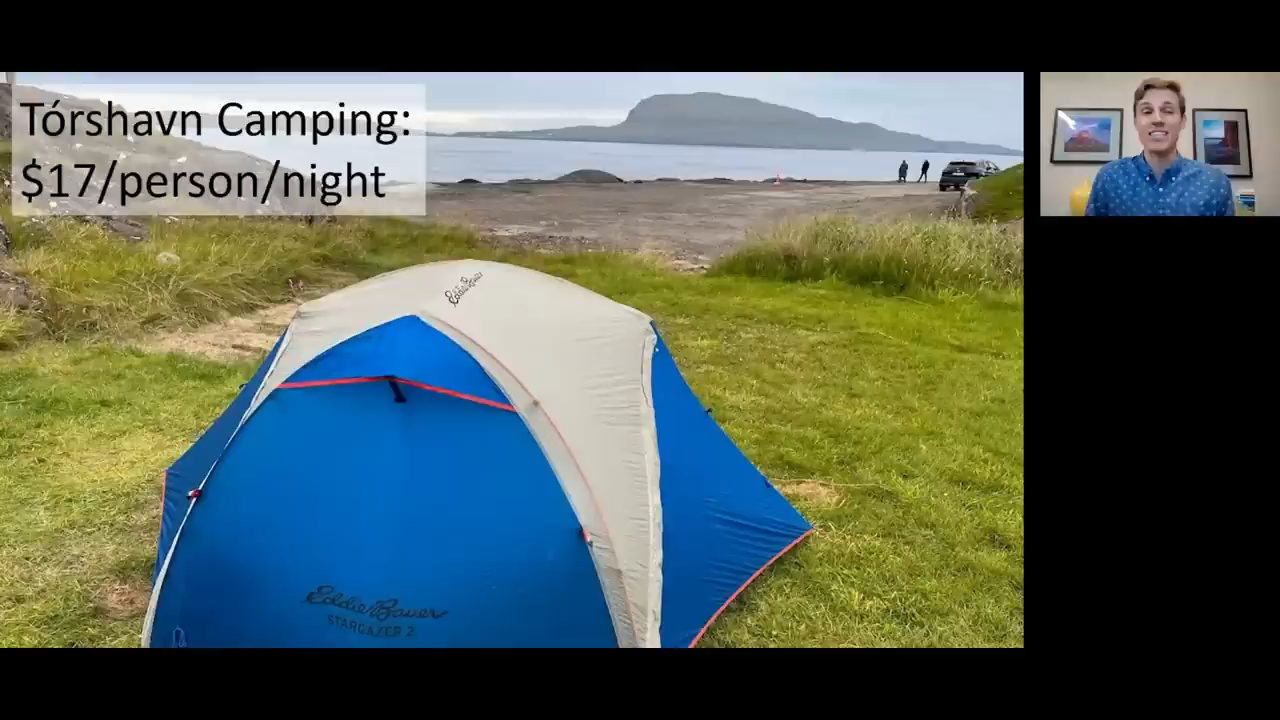 Tórshavn Camping:
$17/person/night
Eddie Bauer
Eddie Bauer
STARGAZER 2